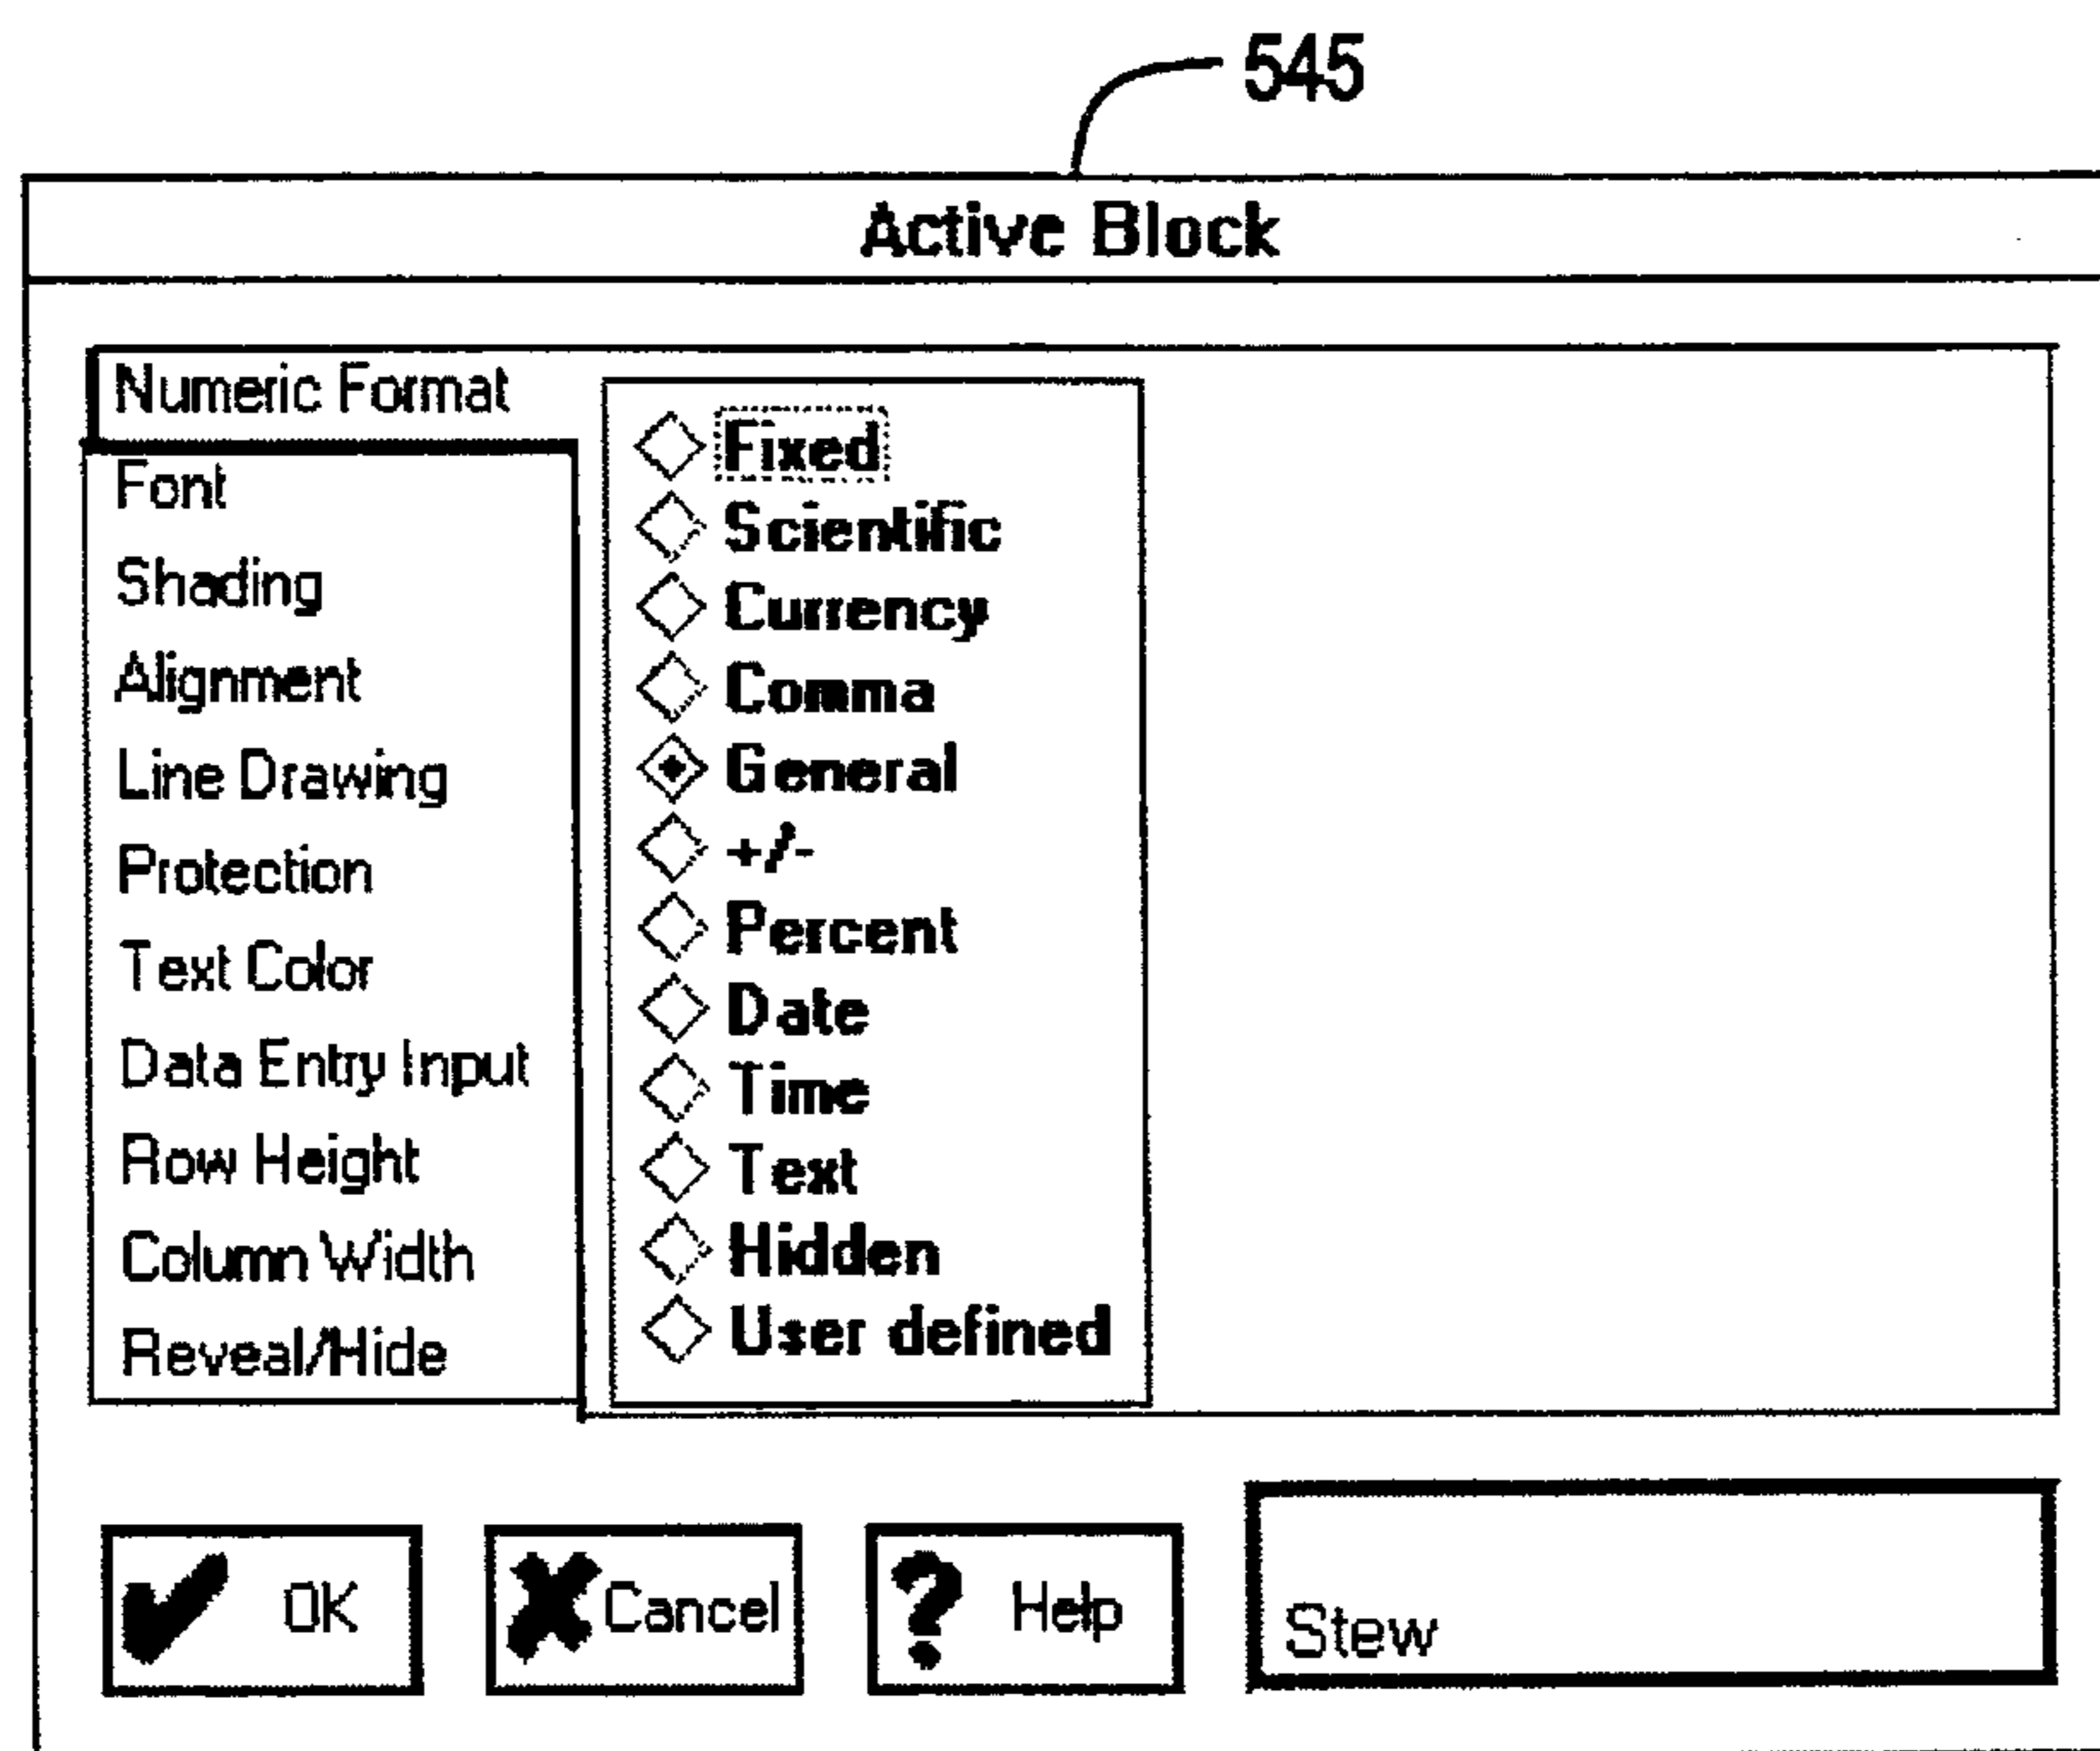 545
Active Block
Numeric Format
Font
Shading
Alignment
Line Drawing
Protection
Text Color
Data Entry Input
Row Height
Column Width
Reveal/Hide
Fixed
Scientific
Currency
Comma
General
+/-
Percent
Date
Time
Text
Hidden
User defined
OK
Cancel
? Help
Stew